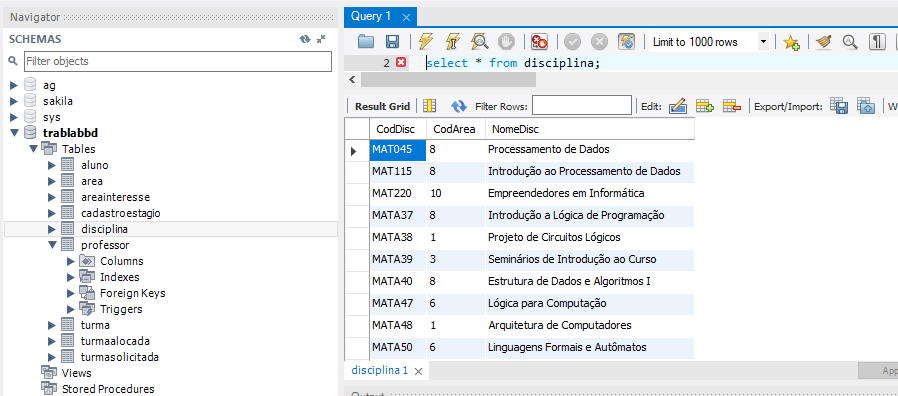 Navigator
SCHEMAS
Filter objects
ag
sakila
sys
trablabbd
Tables
aluno
area
areainteresse
cadastroestagio
disciplina
professor
Columns
Indexes
Foreign Keys
Triggers
turma
turmaalocada
turmasolicitada
Views
Stored Procedures
Query 1
Limit to 1000 rows
2 select * from disciplina;
Result Grid Filter Rows: Edit: Export/Import: W
CodDisc CodArea NomeDisc
MAT045 8 Processamento de Dados
MAT115 8 Introdução ao Processamento de Dados
MAT220 10 Empreendedores em Informática
MATA37 8 Introdução a Lógica de Programação
MATA38 1 Projeto de Circuitos Lógicos
MATA39 3 Seminários de Introdução ao Curso
MATA40 8 Estrutura de Dados e Algoritmos I
MATA47 6 Lógica para Computação
MATA48 1 Arquitetura de Computadores
MATA50 6 Linguagens Formais e Autômatos
disciplina 1 App
Output